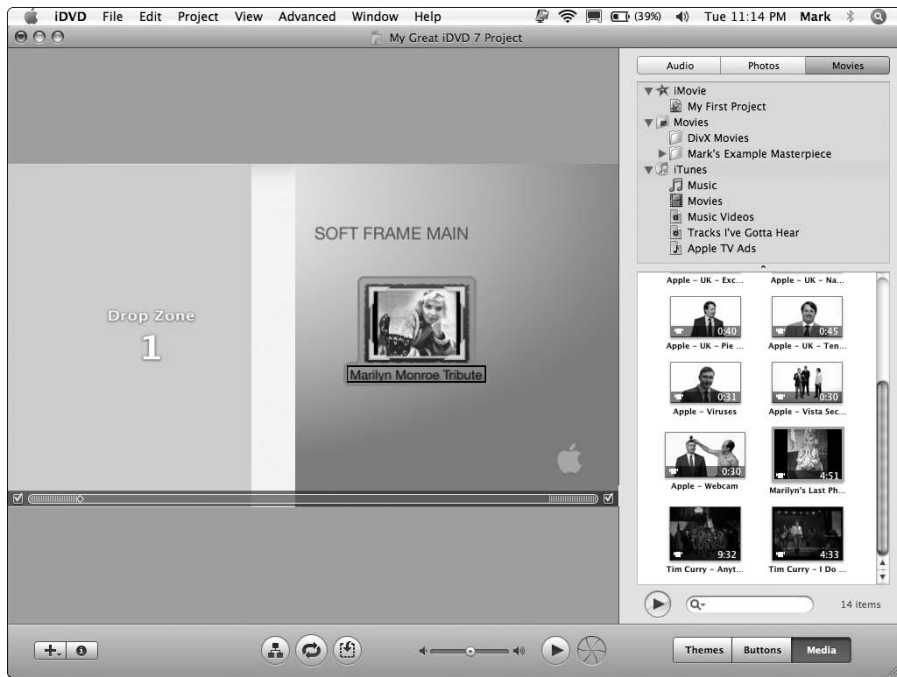 iDVD File Edit Project View Advanced Window Help (39%) Tue 11:14 PM Mark
My Great iDVD 7 Project
Audio Photos Movies
iMovie
My First Project
Movies
DivX Movies
Mark's Example Masterpiece
iTunes
Music
Movies
Music Videos
Tracks I've Gotta Hear
Apple TV Ads
SOFT FRAME MAIN
Drop Zone
1
Marilyn Monroe Tribute
Apple – UK – Exc... Apple – UK – Na...
0:40 0:45
Apple – UK – Pie ... Apple – UK – Ten...
0:31 0:30
Apple – Viruses Apple – Vista Sec...
0:30 4:51
Apple – Webcam Marilyn's Last Ph...
9:32 4:33
Tim Curry – Anyt... Tim Curry – I Do ...
14 items
Themes Buttons Media